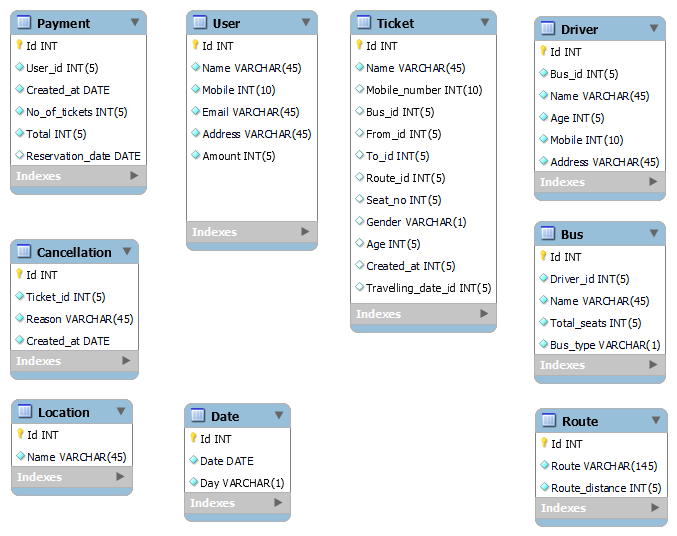 Payment
Id INT
User_id INT(5)
Created_at DATE
No_of_tickets INT(5)
Total INT(5)
Reservation_date DATE
Indexes
User
Id INT
Name VARCHAR(45)
Mobile INT(10)
Email VARCHAR(45)
Address VARCHAR(45)
Amount INT(5)
Indexes
Ticket
Id INT
Name VARCHAR(45)
Mobile_number INT(10)
Bus_id INT(5)
From_id INT(5)
To_id INT(5)
Route_id INT(5)
Seat_no INT(5)
Gender VARCHAR(1)
Age INT(5)
Created_at INT(5)
Travelling_date_id INT(5)
Indexes
Driver
Id INT
Bus_id INT(5)
Name VARCHAR(45)
Age INT(5)
Mobile INT(10)
Address VARCHAR(45)
Indexes
Cancellation
Id INT
Ticket_id INT(5)
Reason VARCHAR(45)
Created_at DATE
Indexes
Bus
Id INT
Driver_id INT(5)
Name VARCHAR(45)
Total_seats INT(5)
Bus_type VARCHAR(1)
Indexes
Location
Id INT
Name VARCHAR(45)
Indexes
Date
Id INT
Date DATE
Day VARCHAR(1)
Indexes
Route
Id INT
Route VARCHAR(145)
Route_distance INT(5)
Indexes